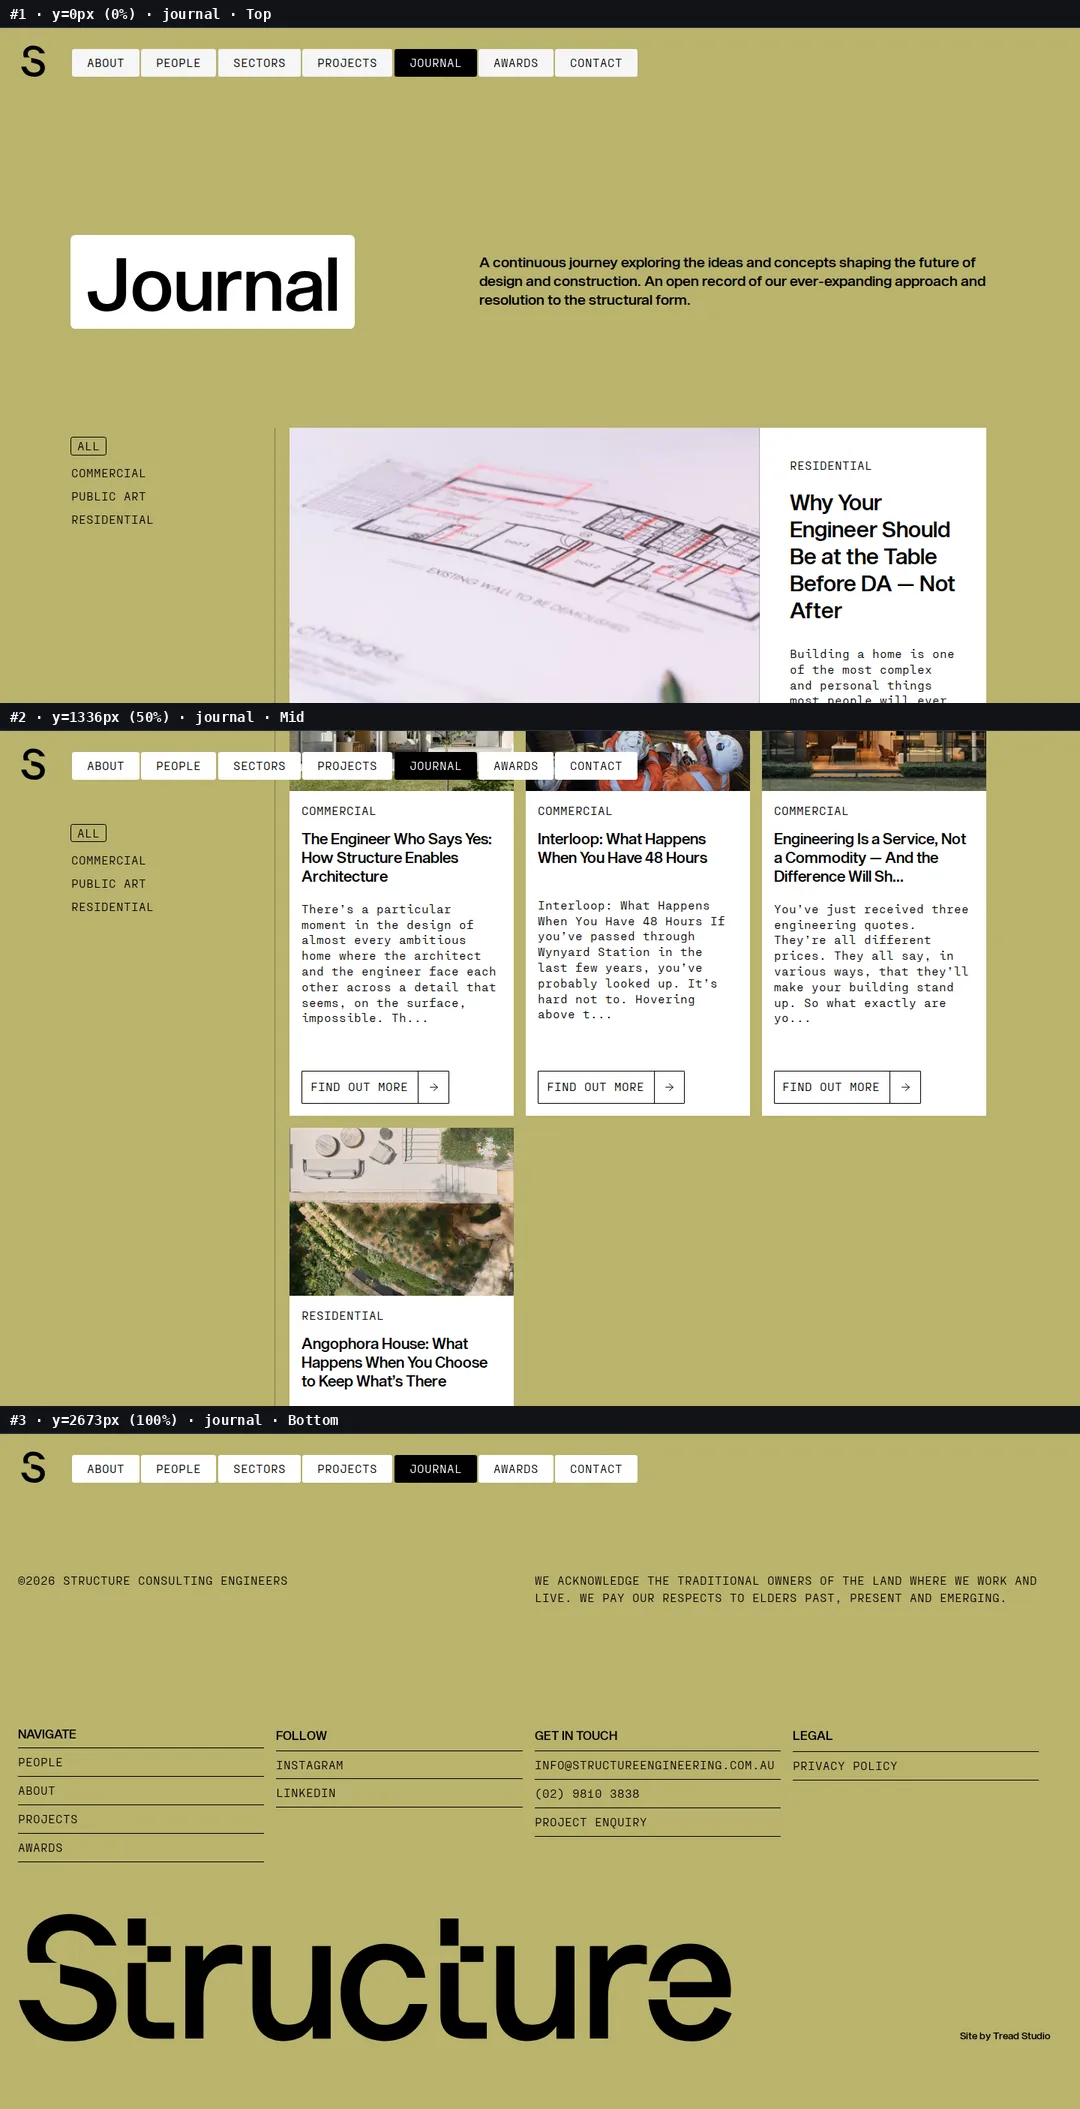 #1 · y=0px (0%) · journal · Top
S
ABOUT
PEOPLE
SECTORS
PROJECTS
JOURNAL
AWARDS
CONTACT
Journal
A continuous journey exploring the ideas and concepts shaping the future of
design and construction. An open record of our ever-expanding approach and
resolution to the structural form.
ALL
COMMERCIAL
PUBLIC ART
RESIDENTIAL
EXISTING WALL TO BE DEMOLISHED
changes
RESIDENTIAL
Why Your
Engineer Should
Be at the Table
Before DA — Not
After
Building a home is one
of the most complex
and personal things
most people will ever
#2 · y=1336px (50%) · journal · Mid
S
ABOUT
PEOPLE
SECTORS
PROJECTS
JOURNAL
AWARDS
CONTACT
ALL
COMMERCIAL
PUBLIC ART
RESIDENTIAL
COMMERCIAL
The Engineer Who Says Yes:
How Structure Enables
Architecture
There’s a particular
moment in the design of
almost every ambitious
home where the architect
and the engineer face each
other across a detail that
seems, on the surface,
impossible. Th...
FIND OUT MORE →
COMMERCIAL
Interloop: What Happens
When You Have 48 Hours
Interloop: What Happens
When You Have 48 Hours If
you’ve passed through
Wynyard Station in the
last few years, you’ve
probably looked up. It’s
hard not to. Hovering
above t...
FIND OUT MORE →
COMMERCIAL
Engineering Is a Service, Not
a Commodity — And the
Difference Will Sh...
You’ve just received three
engineering quotes.
They’re all different
prices. They all say, in
various ways, that they’ll
make your building stand
up. So what exactly are
yo...
FIND OUT MORE →
RESIDENTIAL
Angophora House: What
Happens When You Choose
to Keep What’s There
#3 · y=2673px (100%) · journal · Bottom
S
ABOUT
PEOPLE
SECTORS
PROJECTS
JOURNAL
AWARDS
CONTACT
©2026 STRUCTURE CONSULTING ENGINEERS
WE ACKNOWLEDGE THE TRADITIONAL OWNERS OF THE LAND WHERE WE WORK AND
LIVE. WE PAY OUR RESPECTS TO ELDERS PAST, PRESENT AND EMERGING.
NAVIGATE
PEOPLE
ABOUT
PROJECTS
AWARDS
FOLLOW
INSTAGRAM
LINKEDIN
GET IN TOUCH
INFO@STRUCTUREENGINEERING.COM.AU
(02) 9810 3838
PROJECT ENQUIRY
LEGAL
PRIVACY POLICY
Structure
Site by Tread Studio